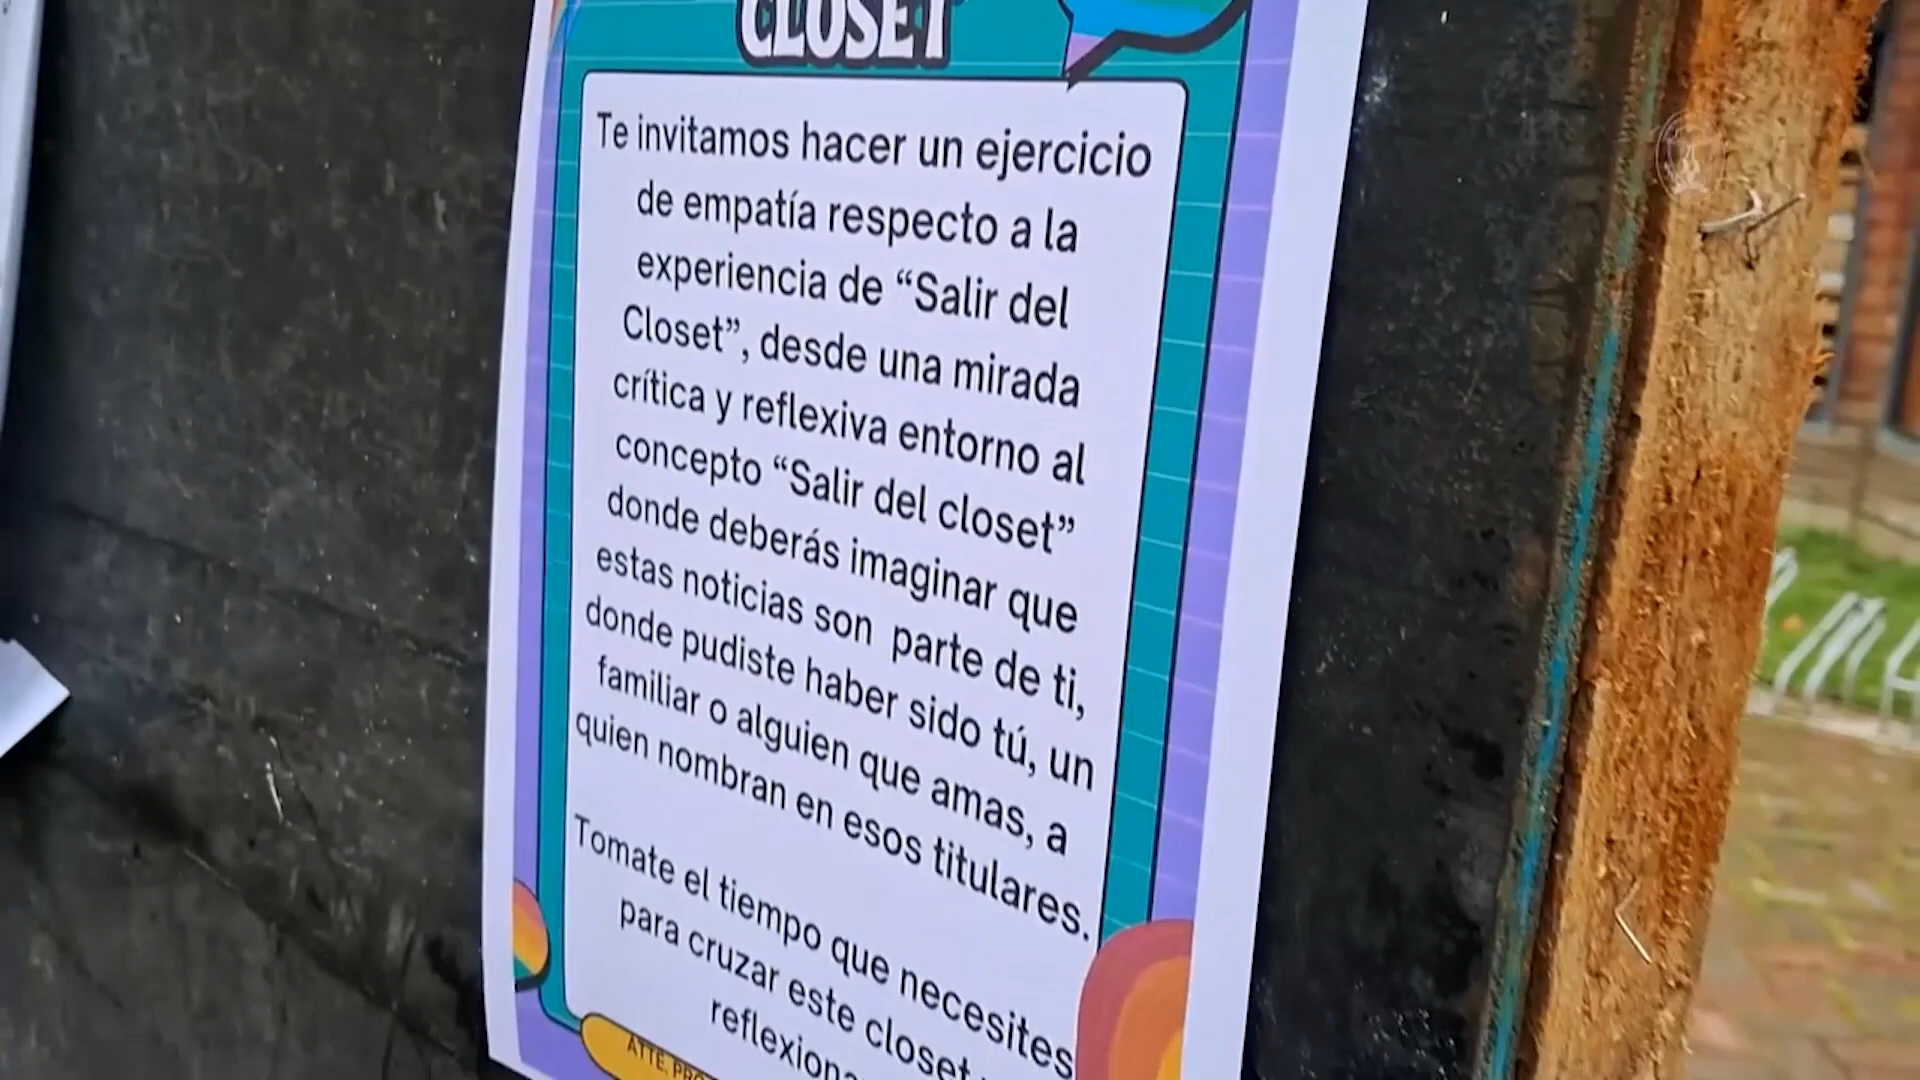 CLOSET
Te invitamos hacer un ejercicio
de empatía respecto a la
experiencia de “Salir del
Closet”, desde una mirada
crítica y reflexiva entorno al
concepto “Salir del closet”
donde deberás imaginar que
estas noticias son parte de ti,
donde pudiste haber sido tú, un
familiar o alguien que amas, a
quien nombran en esos titulares.
Tomate el tiempo que necesites
para cruzar este closet
ATTE.